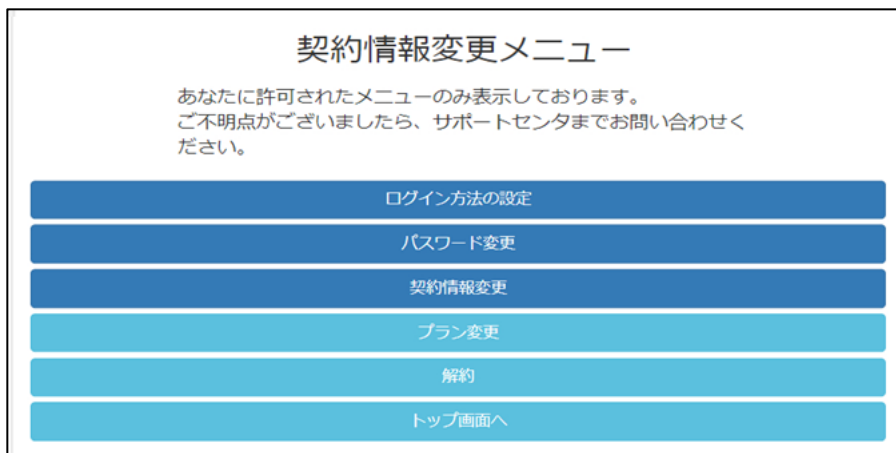 契約情報変更メニュー
あなたに許可されたメニューのみ表示しております。
ご不明点がございましたら、サポートセンタまでお問い合わせく
ださい。
ログイン方法の設定
パスワード変更
契約情報変更
プラン変更
解約
トップ画面へ